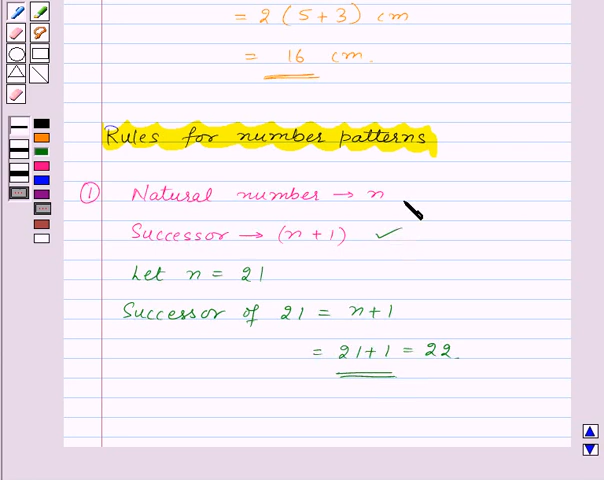 = 2 ( 5 + 3 ) cm
= 16 cm.
Rules for number patterns
① Natural number → n
Successor → (n + 1) ✓
Let n = 21
Successor of 21 = n + 1
= 21 + 1 = 22.